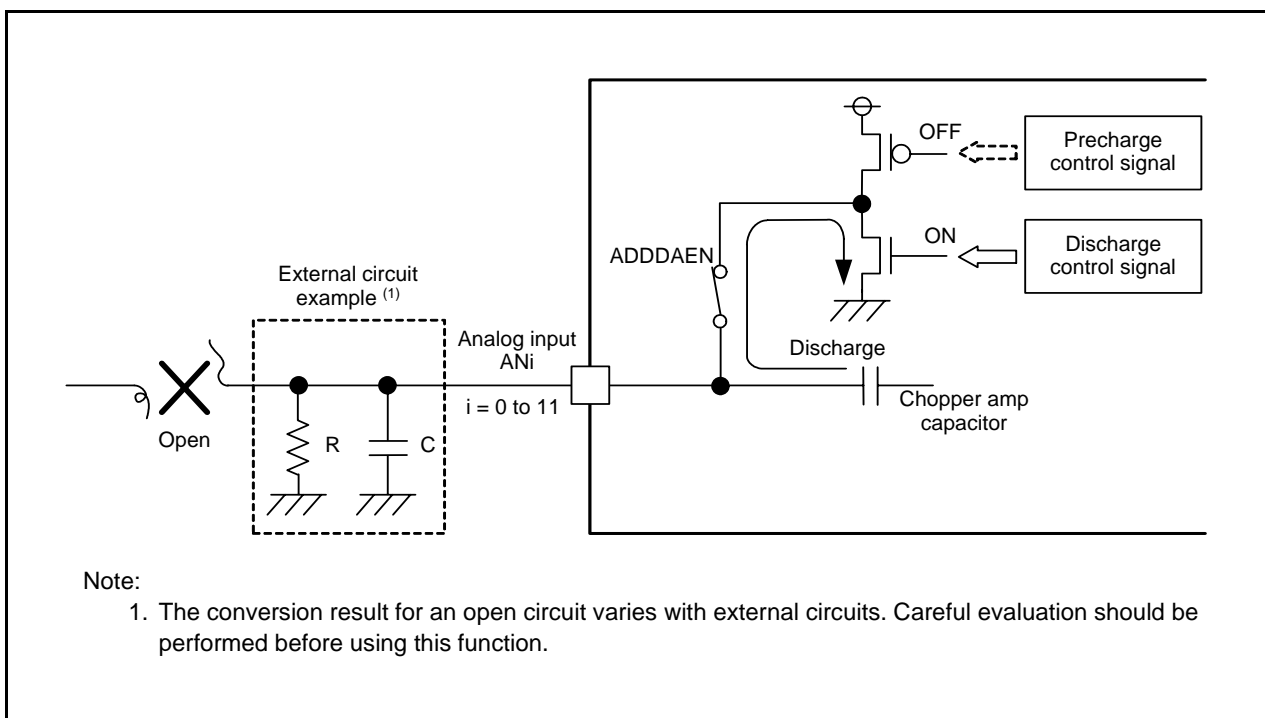 OFF
Precharge
control signal
ON
Discharge
control signal
ADDDAEN
External circuit
example (1)
Analog input
ANi
Discharge
i = 0 to 11
Chopper amp
capacitor
Open
R
C
Note:
1. The conversion result for an open circuit varies with external circuits. Careful evaluation should be
performed before using this function.